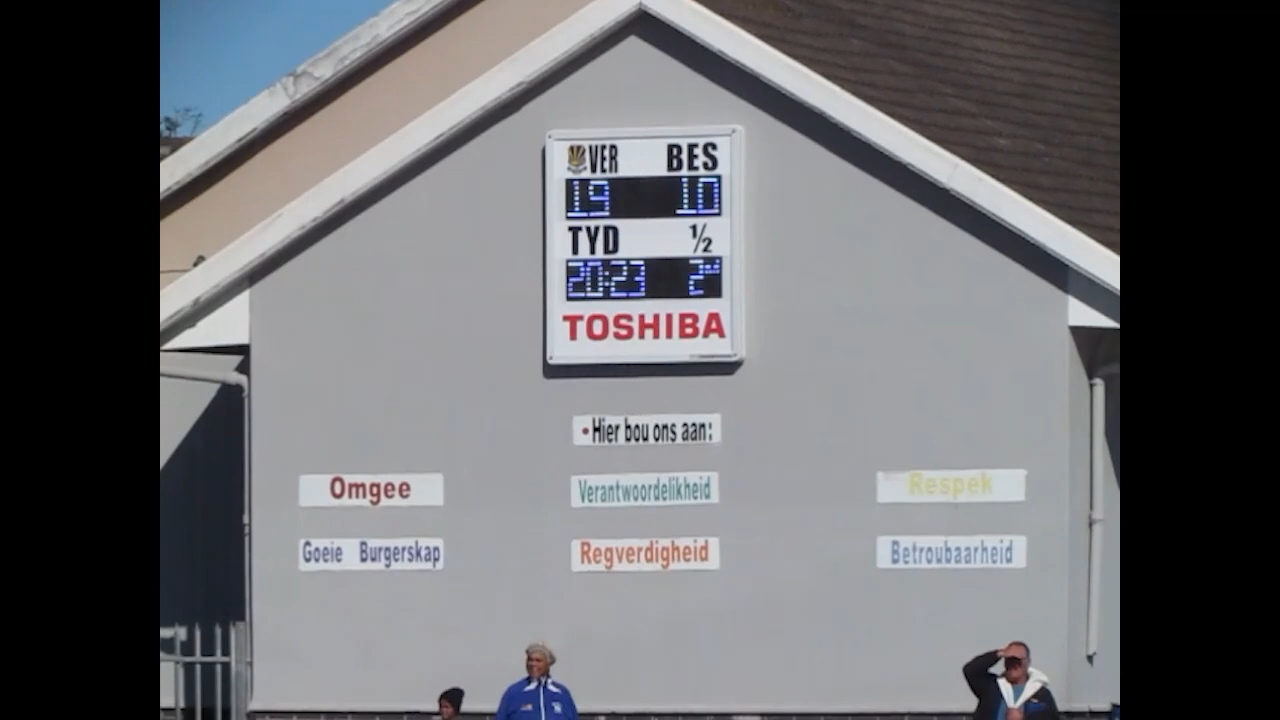 VER BES
19 10
TYD ½
20:23 2
TOSHIBA
•Hier bou ons aan:
Omgee Verantwoordelikheid Respek
Goeie Burgerskap Regverdigheid Betroubaarheid